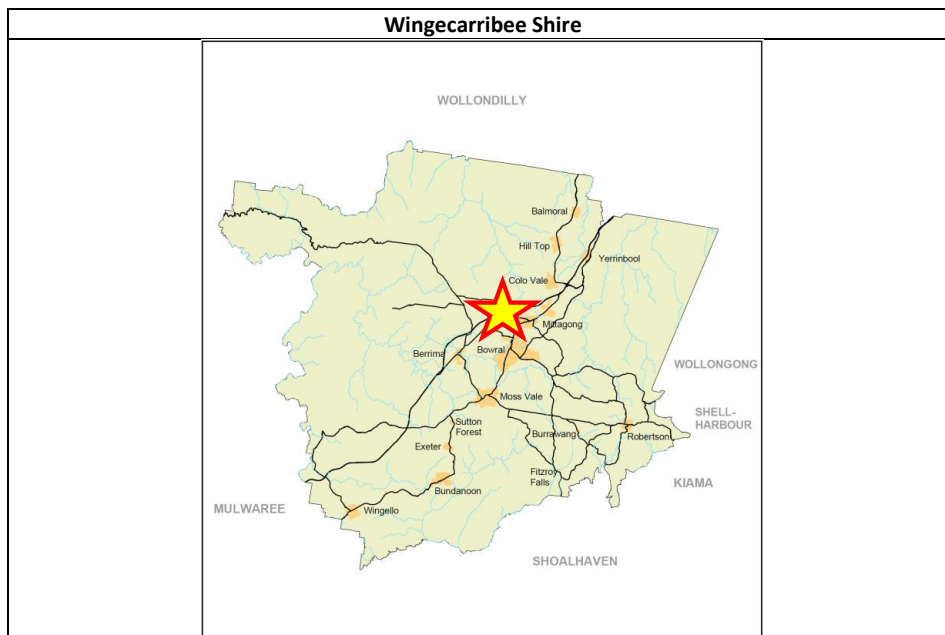 Wingecarribee Shire
WOLLONDILLY
Balmoral
Hill Top
Yerrinbool
Colo Vale
Mittagong
Bowral
Berrima
WOLLONGONG
Moss Vale
SHELL-
HARBOUR
Sutton
Forest
Burrawang
Robertson
Exeter
Fitzroy
Falls
KIAMA
Bundanoon
MULWAREE
Wingello
SHOALHAVEN